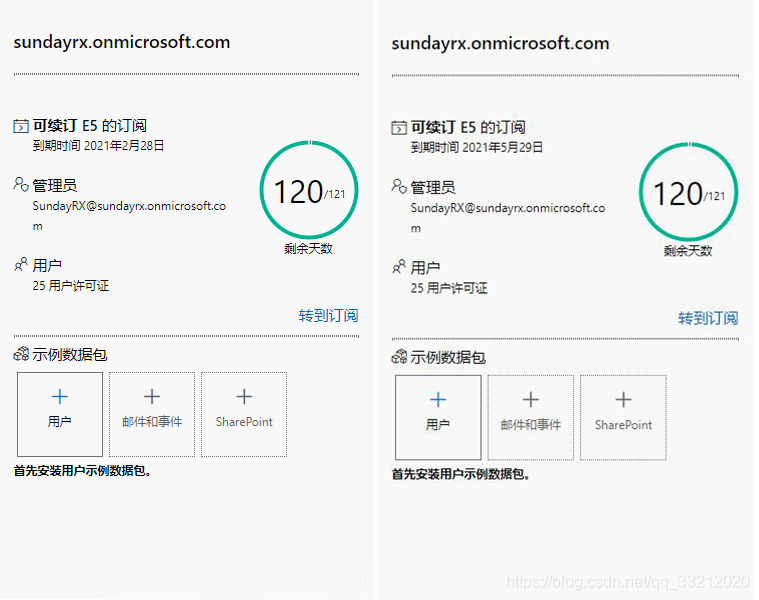 sundayrx.onmicrosoft.com
可续订 E5 的订阅
到期时间 2021年2月28日
管理员
SundayRX@sundayrx.onmicrosoft.co
m
120/121
剩余天数
用户
25 用户许可证
转到订阅
示例数据包
用户
邮件和事件
SharePoint
首先安装用户示例数据包。
sundayrx.onmicrosoft.com
可续订 E5 的订阅
到期时间 2021年5月29日
管理员
SundayRX@sundayrx.onmicrosoft.co
m
120/121
剩余天数
用户
25 用户许可证
转到订阅
示例数据包
用户
邮件和事件
SharePoint
首先安装用户示例数据包。
https://blog.csdn.net/qq_33212020